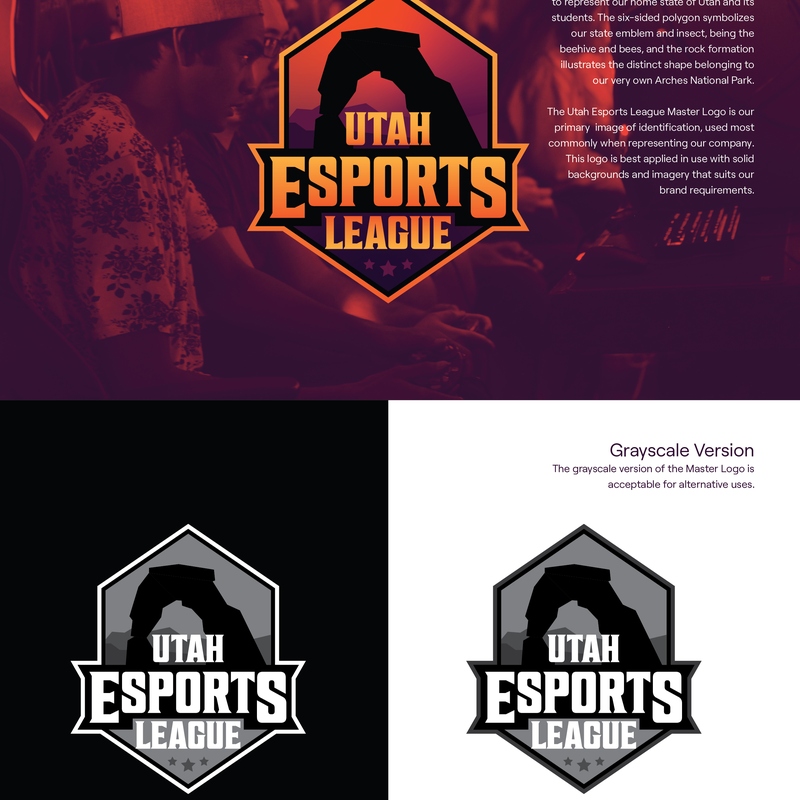 to represent our home state of Utah and its
students. The six-sided polygon symbolizes
our state emblem and insect, being the
beehive and bees, and the rock formation
illustrates the distinct shape belonging to
our very own Arches National Park.
The Utah Esports League Master Logo is our
primary image of identification, used most
commonly when representing our company.
This logo is best applied in use with solid
backgrounds and imagery that suits our
brand requirements.
UTAH
ESPORTS
LEAGUE
Grayscale Version
The grayscale version of the Master Logo is
acceptable for alternative uses.
UTAH
ESPORTS
LEAGUE
UTAH
ESPORTS
LEAGUE